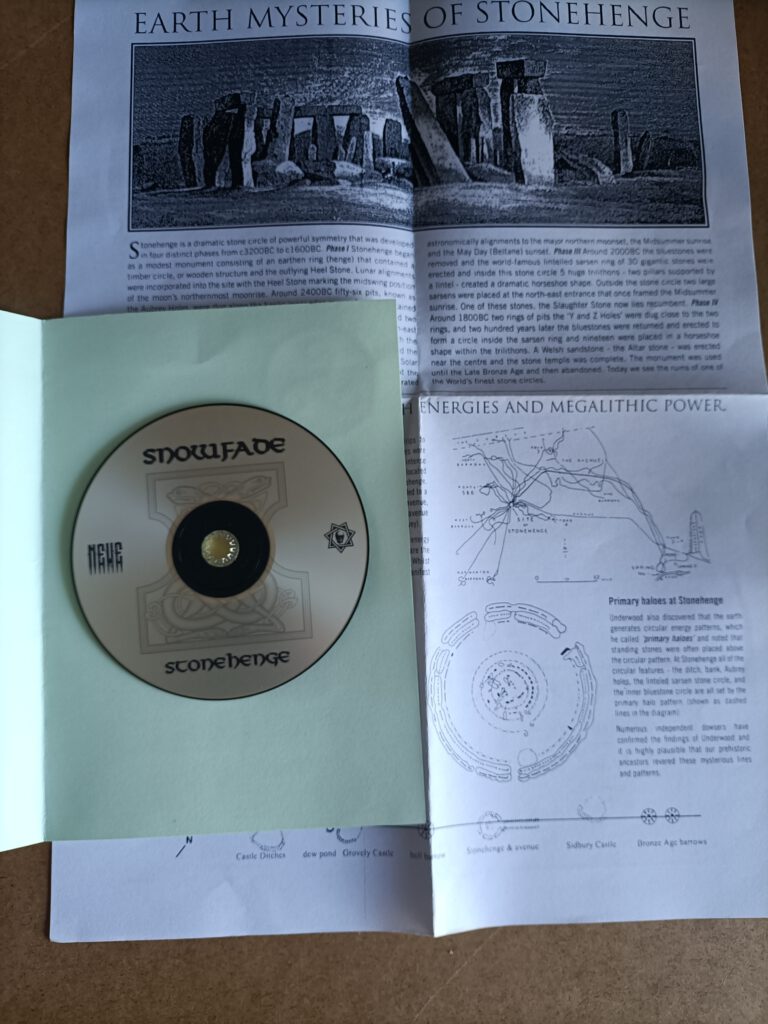 EARTH MYSTERIES OF STONEHENGE
Stonehenge is a dramatic stone circle of powerful symmetry that was developed
in four distinct phases from c3200BC to c1600BC. Phase I Stonehenge began
as a modest monument consisting of an earthen ring (henge) that contained a
timber circle, or wooden structure and the outlying Heel Stone. Lunar alignments
were incorporated into the site with the Heel Stone marking the midswing position
of the moon's northernmost moonrise. Around 2400BC fifty-six pits, known as
astronomically alignments to the major northern moonset, the Midsummer sunrise
and the May Day (Beltane) sunset. Phase III Around 2000BC the bluestones were
removed and the world-famous lintelled sarsen ring of 30 gigantic stones were
erected and inside this stone circle 5 huge trilithons - two pillars supported by
a lintel - created a dramatic horseshoe shape. Outside the stone circle two large
sarsens were placed at the north-east entrance that once framed the Midsummer
sunrise. One of these stones, the Slaughter Stone now lies recumbent. Phase IV
Around 1800BC two rings of pits the 'Y and Z Holes' were dug close to the two
rings, and two hundred years later the bluestones were returned and erected to
form a circle inside the sarsen ring and nineteen were placed in a horseshoe
shape within the trilithons. A Welsh sandstone - the Altar stone - was erected
near the centre and the stone temple was complete. The monument was used
until the Late Bronze Age and then abandoned. Today we see the ruins of one of
the World's finest stone circles.
H ENERGIES AND MEGALITHIC POWER
THE AVENUE
SITE OF
STONEHENGE
SPRING
Primary haloes at Stonehenge
Underwood also discovered that the earth
generates circular energy patterns, which
he called 'primary haloes' and noted that
standing stones were often placed above
the circular pattern. At Stonehenge all of the
circular features - the ditch, bank, Aubrey
holes, the linteled sarsen stone circle, and
the inner bluestone circle are all set by the
primary halo pattern (shown as dashed
lines in the diagram).
Numerous independent dowsers have
confirmed the findings of Underwood and
it is highly plausible that our prehistoric
ancestors revered these mysterious lines
and patterns.
N
Castle Ditches
dew pond
Grovely Castle
Stonehenge & avenue
Sidbury Castle
Bronze Age barrows
SNOWFADE
STONEHENGE